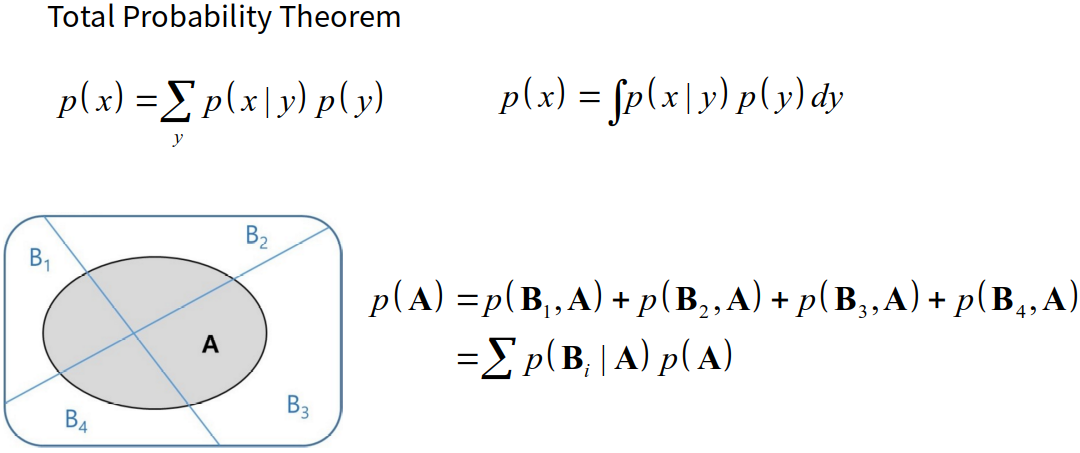 Total Probability Theorem
p(x) = ∑_y p(x | y) p(y)
p(x) = ∫p(x | y) p(y) dy
B₁
B₂
A
B₃
B₄
p(A) = p(B₁, A) + p(B₂, A) + p(B₃, A) + p(B₄, A)
= ∑ p(Bᵢ | A) p(A)